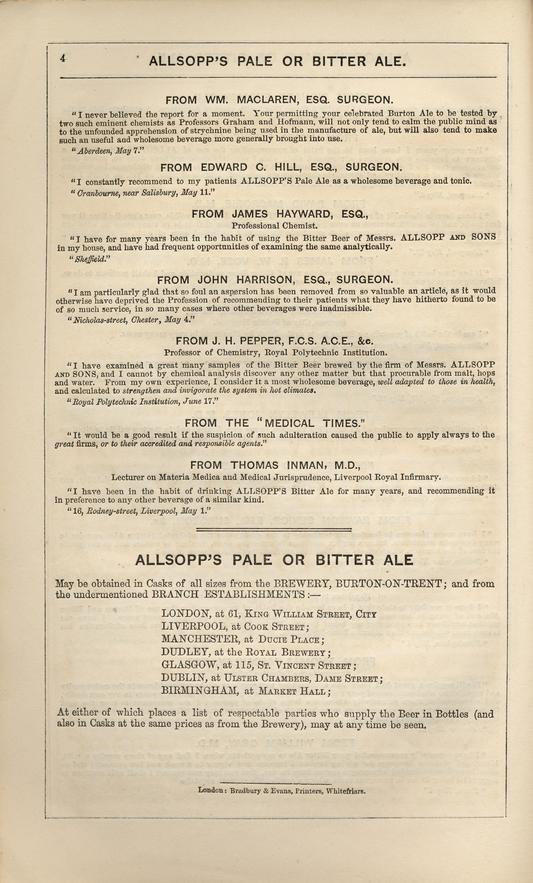 4
ALLSOPP'S PALE OR BITTER ALE.
FROM WM. MACLAREN, ESQ. SURGEON.
"I never believed the report for a moment. Your permitting your celebrated Burton Ale to be tested by
two such eminent chemists as Professors Graham and Hofmann, will not only tend to calm the public mind as
to the unfounded apprehension of strychnine being used in the manufacture of ale, but will also tend to make
such an useful and wholesome beverage more generally brought into use.
"Aberdeen, May 7."
FROM EDWARD C. HILL, ESQ., SURGEON.
"I constantly recommend to my patients ALLSOPP'S Pale Ale as a wholesome beverage and tonic.
"Cranbourne, near Salisbury, May 11."
FROM JAMES HAYWARD, ESQ.,
Professional Chemist.
"I have for many years been in the habit of using the Bitter Beer of Messrs. ALLSOPP AND SONS
in my house, and have had frequent opportunities of examining the same analytically.
"Sheffield."
FROM JOHN HARRISON, ESQ., SURGEON.
"I am particularly glad that so foul an aspersion has been removed from so valuable an article, as it would
otherwise have deprived the Profession of recommending to their patients what they have hitherto found to be
of so much service, in so many cases where other beverages were inadmissible.
"Nicholas-street, Chester, May 4."
FROM J. H. PEPPER, F.C.S. A.C.E., &c.
Professor of Chemistry, Royal Polytechnic Institution.
"I have examined a great many samples of the Bitter Beer brewed by the firm of Messrs. ALLSOPP
AND SONS, and I cannot by chemical analysis discover any other matter but that procurable from malt, hops
and water. From my own experience, I consider it a most wholesome beverage, well adapted to those in health,
and calculated to strengthen and invigorate the system in hot climates.
"Royal Polytechnic Institution, June 17."
FROM THE "MEDICAL TIMES."
"It would be a good result if the suspicion of such adulteration caused the public to apply always to the
great firms, or to their accredited and responsible agents."
FROM THOMAS INMAN, M.D.,
Lecturer on Materia Medica and Medical Jurisprudence, Liverpool Royal Infirmary.
"I have been in the habit of drinking ALLSOPP'S Bitter Ale for many years, and recommending it
in preference to any other beverage of a similar kind.
"16, Rodney-street, Liverpool, May 1."
ALLSOPP'S PALE OR BITTER ALE
May be obtained in Casks of all sizes from the BREWERY, BURTON-ON-TRENT; and from
the undermentioned BRANCH ESTABLISHMENTS:—
LONDON, at 61, KING WILLIAM STREET, CITY
LIVERPOOL, at COOK STREET;
MANCHESTER, at DUCIE PLACE;
DUDLEY, at the ROYAL BREWERY;
GLASGOW, at 115, ST. VINCENT STREET;
DUBLIN, at ULSTER CHAMBERS, DAME STREET;
BIRMINGHAM, at MARKET HALL;
At either of which places a list of respectable parties who supply the Beer in Bottles (and
also in Casks at the same prices as from the Brewery), may at any time be seen.
London: Bradbury & Evans, Printers, Whitefriars.